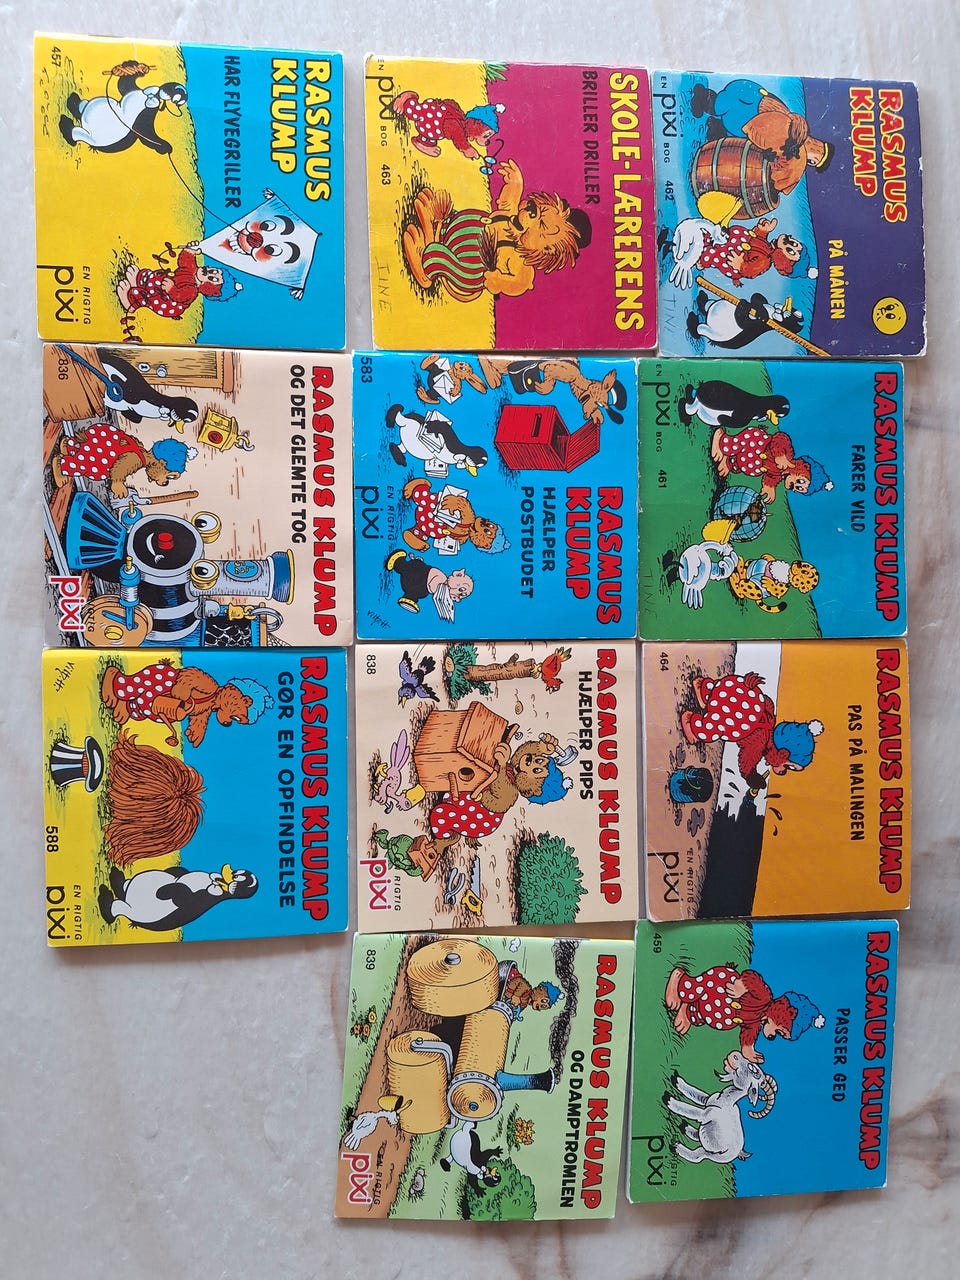 RASMUS
KLUMP
PÅ MÅNEN
EN pixi BOG 462
RASMUS KLUMP
FARER VILD
EN pixi BOG 461
TINE
RASMUS KLUMP
PAS PÅ MALINGEN
464
EN RIGTIG
pixi
RASMUS KLUMP
PASSER GED
459
pixi
SKOLE-LÆRERENS
BRILLER DRILLER
EN pixi BOG 463
TINE
RASMUS
KLUMP
HJÆLPER
POSTBUDET
583
EN RIGTIG
pixi
RASMUS KLUMP
HJÆLPER PIPS
838
RIGTIG
pixi
RASMUS KLUMP
OG DAMPTROMLEN
839
EN RIGTIG
pixi
RASMUS
KLUMP
HAR FLYVEGRILLER
457
EN RIGTIG
pixi
RASMUS KLUMP
OG DET GLEMTE TOG
836
pixi
RASMUS KLUMP
GØR EN OPFINDELSE
588
EN RIGTIG
pixi